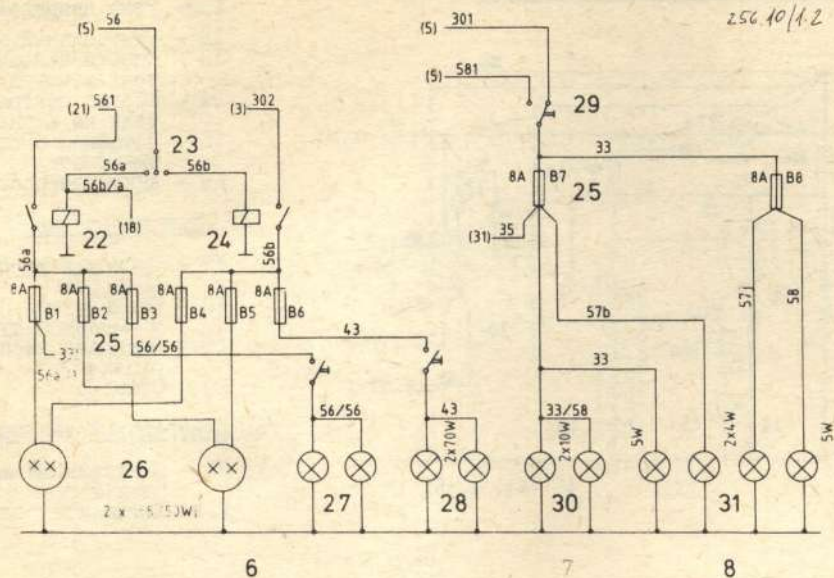 256.10/1.2
(5) 56
(5) 301
(5) 581
(21) 561
(3) 302
29
23
33
56a 56b
56b/a
8A B7
8A B8
25
22 (18) 24
(31) 35
56a 56b
8A 8A 8A 8A 8A 8A
B1 B2 B3 B4 B5 B6
57j 58
25
43
57b
56/56
33
56/56 43 33/58
2x70W 2x10W 5W 2x4W 5W
26
27 28 30 31
6 7 8